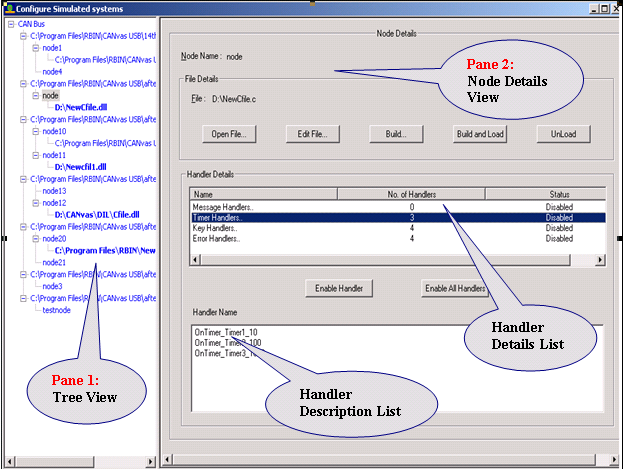 Configure Simulated systems
CAN Bus
C:\Program Files\RBIN\CANvas USB\14th
node1
C:\Program Files\RBIN\CANvas
node4
C:\Program Files\RBIN\CANvas USB\afte
node
D:\NewCfile.dll
C:\Program Files\RBIN\CANvas USB\afte
node10
C:\Program Files\RBIN\CANvas
node11
D:\Newcfil1.dll
C:\Program Files\RBIN\CANvas USB\afte
node13
node12
D:\CANvas\DIL\Cfile.dll
C:\Program Files\RBIN\CANvas USB\afte
node20
C:\Program Files\RBIN\New
node21
C:\Program Files\RBIN\CANvas USB\afte
node3
C:\Program Files\RBIN\CANvas USB\afte
testnode
Pane 1:
Tree View
Node Details
Node Name : node
Pane 2:
Node Details
View
File Details
File : D:\NewCfile.c
Open File... Edit File... Build... Build and Load UnLoad
Handler Details
Name No. of Handlers Status
Message Handlers.. 0 Disabled
Timer Handlers.. 3 Disabled
Key Handlers.. 4 Disabled
Error Handlers.. 4 Disabled
Enable Handler Enable All Handlers
Handler
Details List
Handler Name
OnTimer_Timer1_10
OnTimer_Timer2_100
OnTimer_Timer3_
Handler
Description List